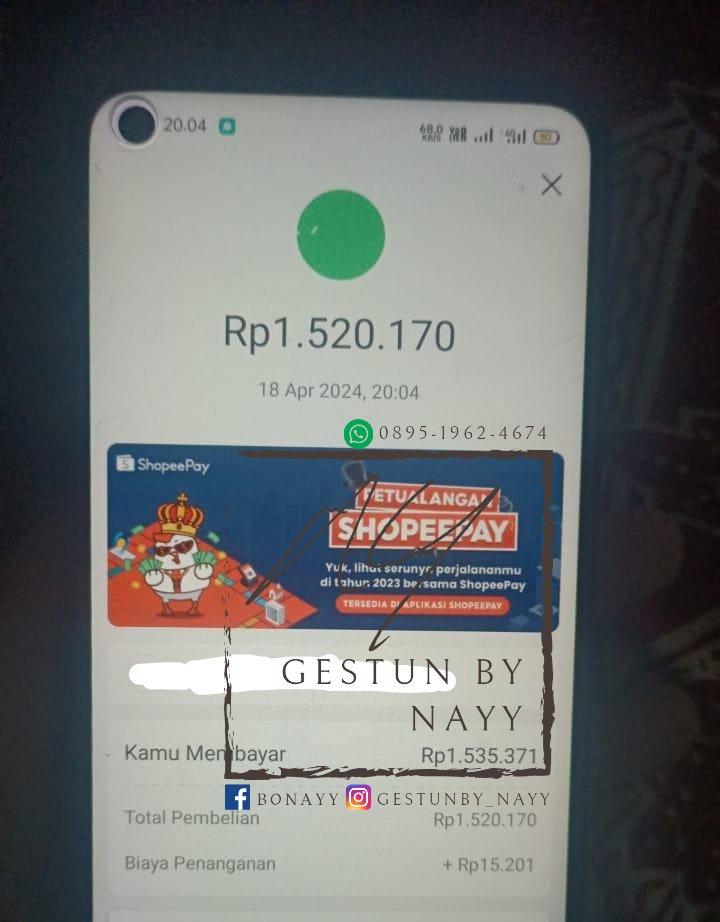 20.04
68.0 KB/S
4G
80
Rp1.520.170
18 Apr 2024, 20:04
0895-1962-4674
S ShopeePay
PETUALANGAN
SHOPEEPAY
Yuk, lihat serunya perjalananmu
di tahun 2023 bersama ShopeePay
TERSEDIA DI APLIKASI SHOPEEPAY
GESTUN BY
NAYY
Kamu Membayar Rp1.535.371
BONAYY GESTUNBY_NAYY
Total Pembelian Rp1.520.170
Biaya Penanganan + Rp15.201